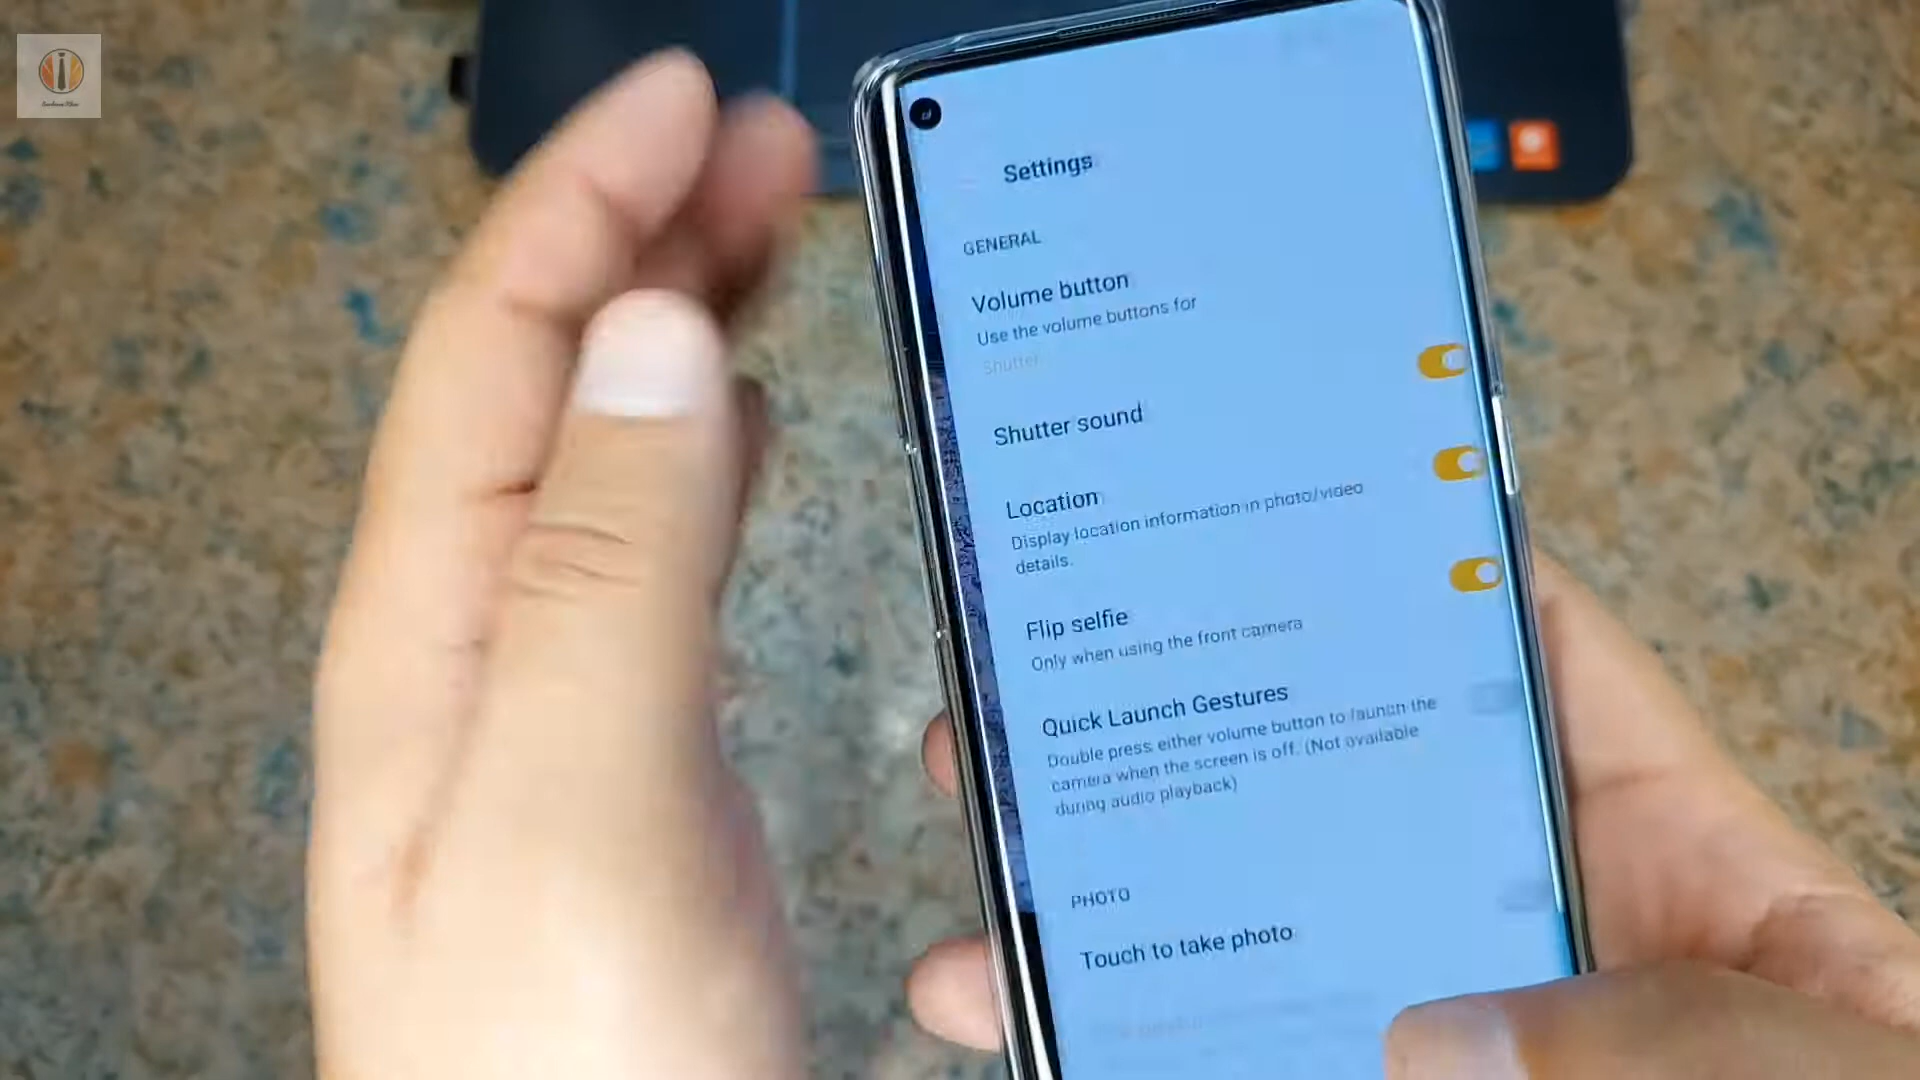 Settings
GENERAL
Volume button
Use the volume buttons for
Shutter
Shutter sound
Location
Display location information in photo/video
details.
Flip selfie
Only when using the front camera
Quick Launch Gestures
Double press either volume button to launch the
camera when the screen is off. (Not available
during audio playback)
PHOTO
Touch to take photo